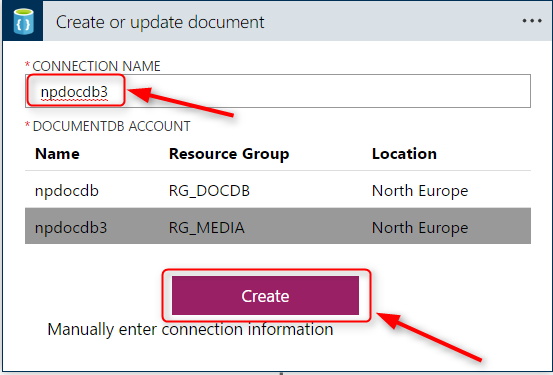 Create or update document
* CONNECTION NAME
npdocdb3
* DOCUMENTDB ACCOUNT
Name Resource Group Location
npdocdb RG_DOCDB North Europe
npdocdb3 RG_MEDIA North Europe
Create
Manually enter connection information